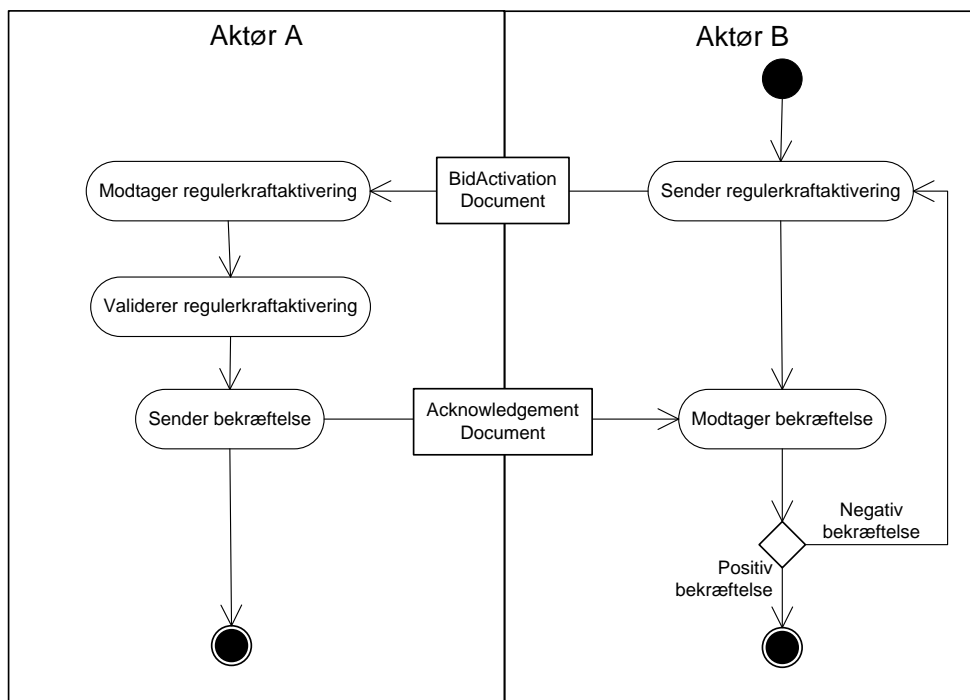 Aktør A
Aktør B
Modtager regulerkraftaktivering
BidActivation
Document
Sender regulerkraftaktivering
Validerer regulerkraftaktivering
Sender bekræftelse
Acknowledgement
Document
Modtager bekræftelse
Negativ
bekræftelse
Positiv
bekræftelse